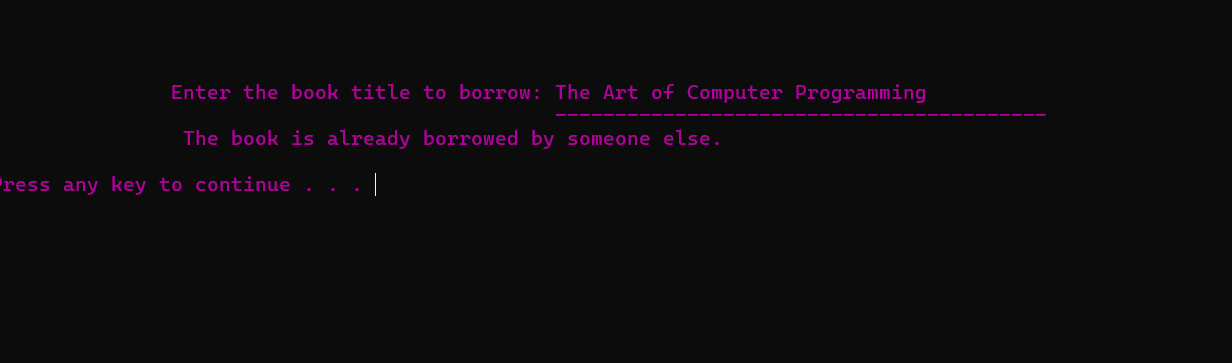 Enter the book title to borrow: The Art of Computer Programming
_________________________________________
The book is already borrowed by someone else.
Press any key to continue . . .